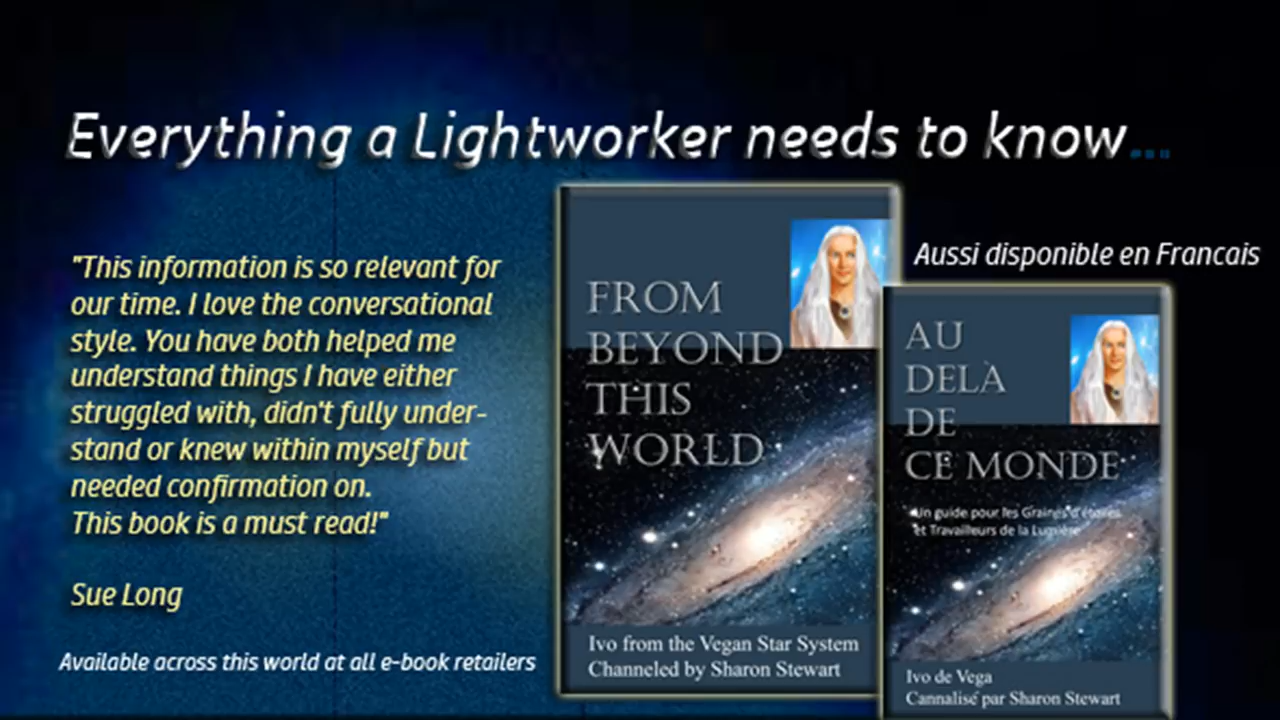 Everything a Lightworker needs to know...
"This information is so relevant for
our time. I love the conversational
style. You have both helped me
understand things I have either
struggled with, didn't fully under-
stand or knew within myself but
needed confirmation on.
This book is a must read!"
Sue Long
Available across this world at all e-book retailers
FROM
BEYOND
THIS
WORLD
Ivo from the Vegan Star System
Channeled by Sharon Stewart
Aussi disponible en Francais
AU
DELÀ
DE
CE MONDE
Un guide pour les Graines d'étoiles
et Travailleurs de la Lumière
Ivo de Vega
Cannalisé par Sharon Stewart